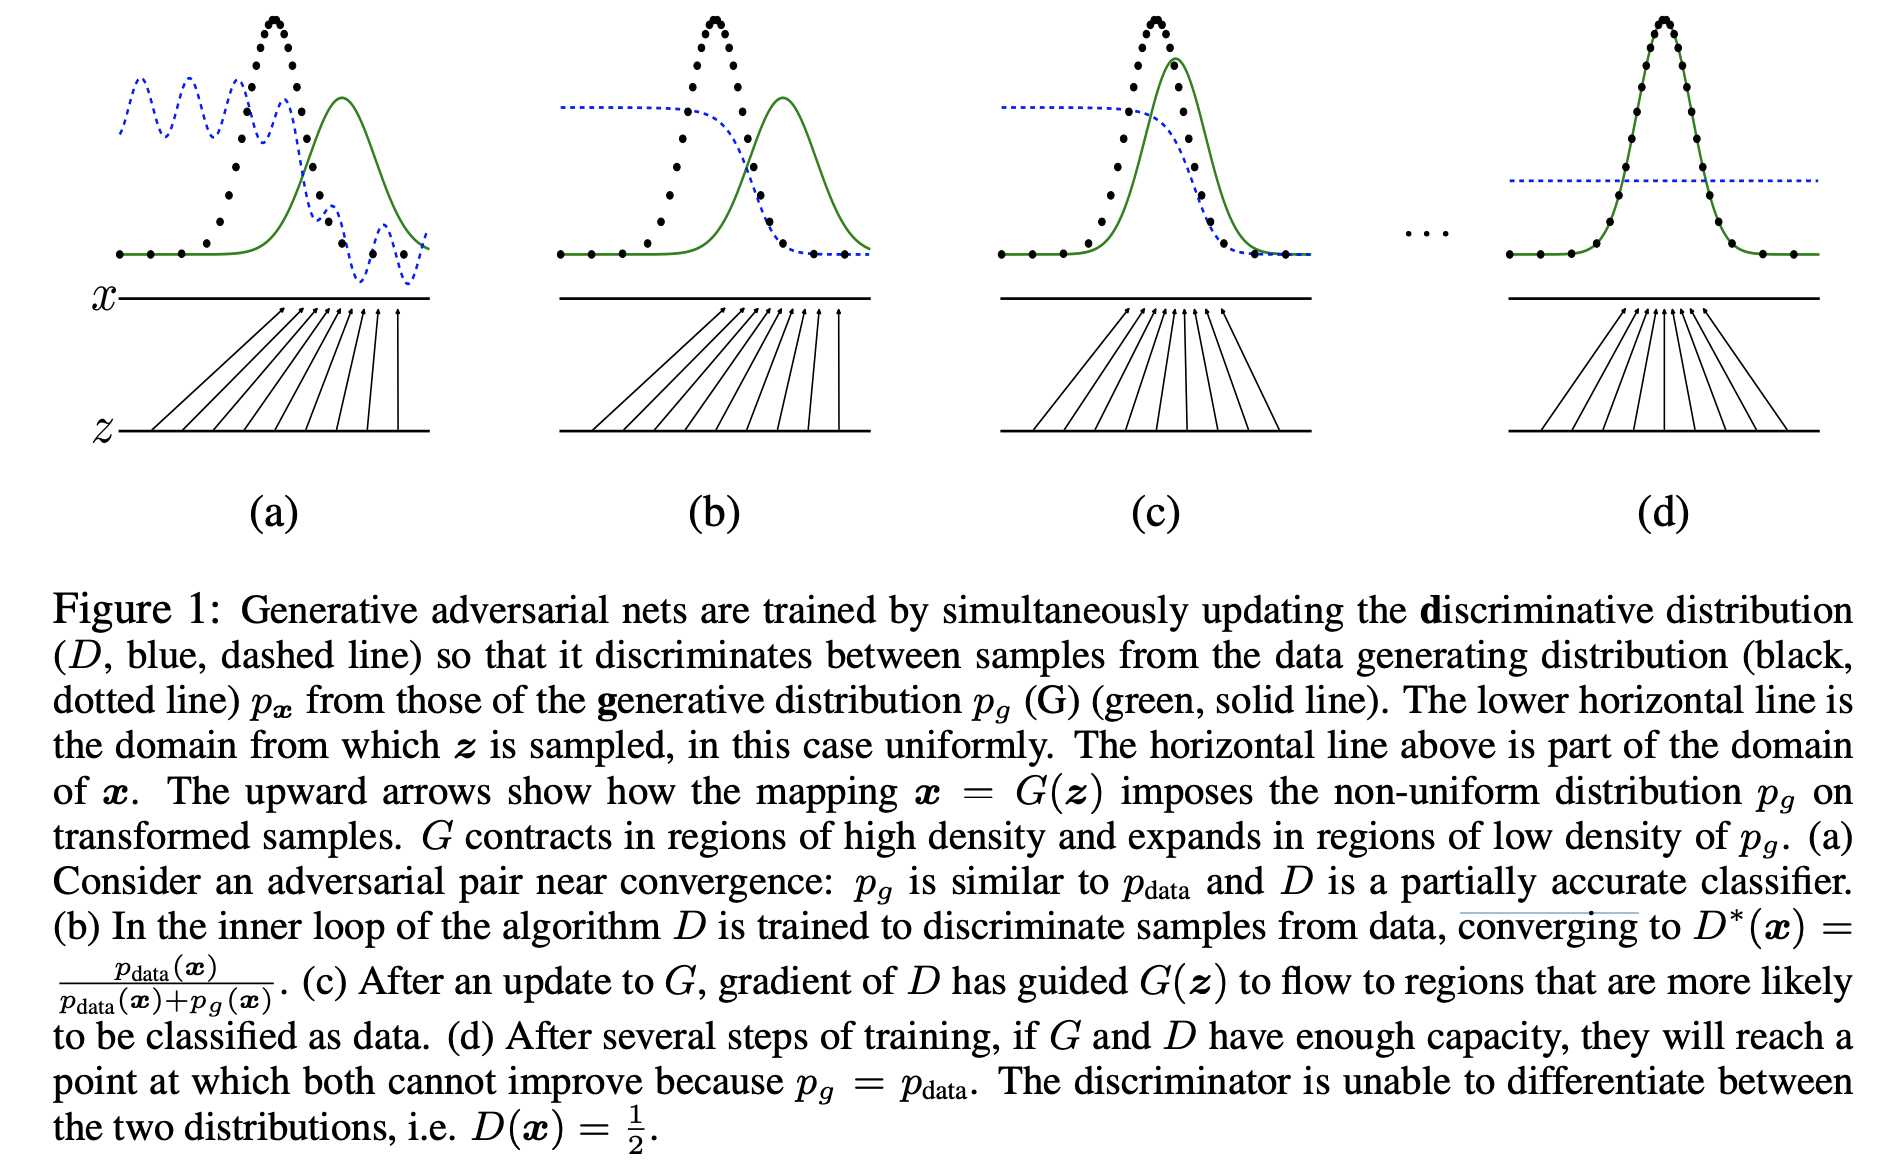 x
z
. . .
(a) (b) (c) (d)
Figure 1: Generative adversarial nets are trained by simultaneously updating the discriminative distribution
(D, blue, dashed line) so that it discriminates between samples from the data generating distribution (black,
dotted line) pₓ from those of the generative distribution p_g (G) (green, solid line). The lower horizontal line is
the domain from which z is sampled, in this case uniformly. The horizontal line above is part of the domain
of x. The upward arrows show how the mapping x = G(z) imposes the non-uniform distribution p_g on
transformed samples. G contracts in regions of high density and expands in regions of low density of p_g. (a)
Consider an adversarial pair near convergence: p_g is similar to p_data and D is a partially accurate classifier.
(b) In the inner loop of the algorithm D is trained to discriminate samples from data, converging to D*(x) =
p_data(x) / (p_data(x)+p_g(x)). (c) After an update to G, gradient of D has guided G(z) to flow to regions that are more likely
to be classified as data. (d) After several steps of training, if G and D have enough capacity, they will reach a
point at which both cannot improve because p_g = p_data. The discriminator is unable to differentiate between
the two distributions, i.e. D(x) = 1/2.